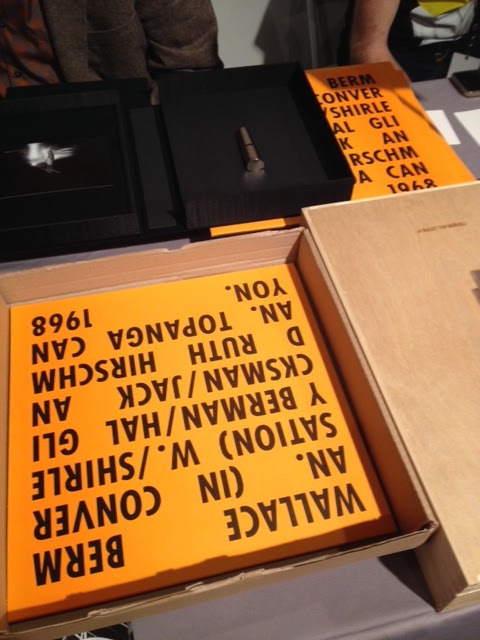 BERM
CONVER
/SHIRLE
AL GLI
K AN
RSCHM
A CAN
1968
WALLACE BERM
AN. (IN CONVER
SATION) W./SHIRLE
Y BERMAN/HAL GLI
CKSMAN/JACK AN
D RUTH HIRSCHM
AN. TOPANGA CAN
YON. 1968